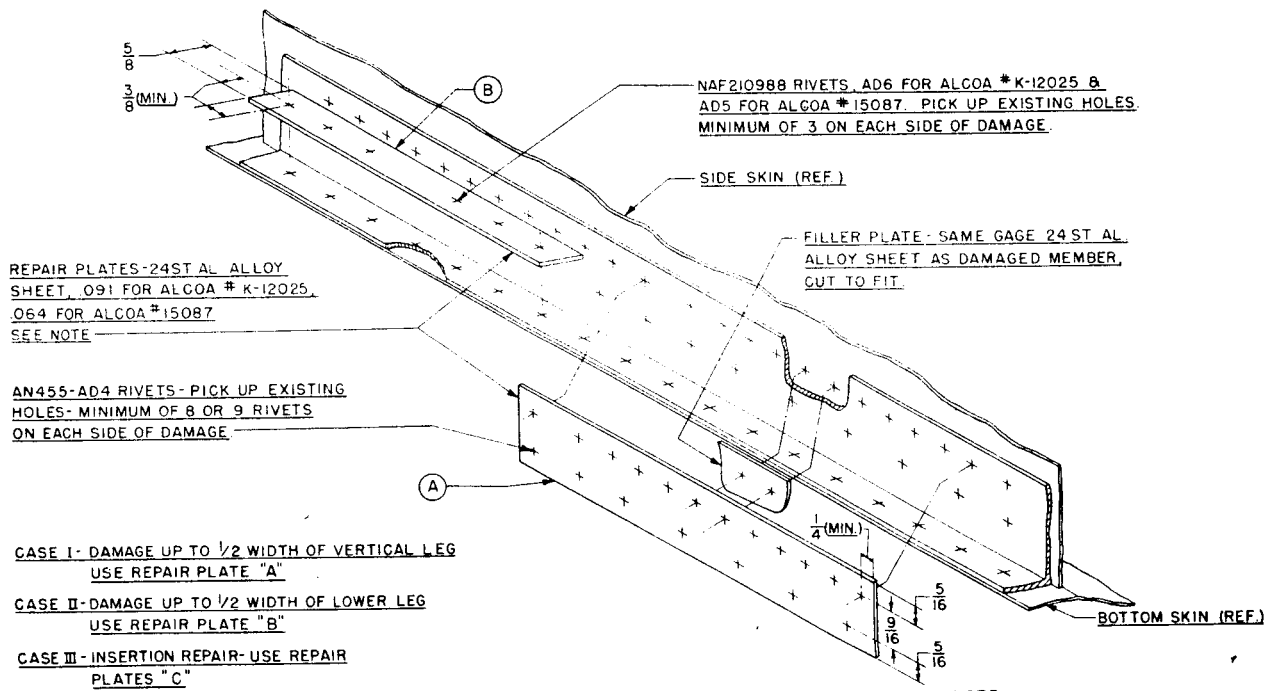 5/8
3/8 (MIN.)
B
NAF210988 RIVETS, AD6 FOR ALCOA # K-12025 &
AD5 FOR ALCOA # 15087. PICK UP EXISTING HOLES.
MINIMUM OF 3 ON EACH SIDE OF DAMAGE.
SIDE SKIN (REF.)
FILLER PLATE - SAME GAGE 24 ST AL.
ALLOY SHEET AS DAMAGED MEMBER,
CUT TO FIT.
REPAIR PLATES-24ST AL ALLOY
SHEET, .091 FOR ALCOA # K-12025,
.064 FOR ALCOA # 15087
SEE NOTE
AN455-AD4 RIVETS- PICK UP EXISTING
HOLES- MINIMUM OF 8 OR 9 RIVETS
ON EACH SIDE OF DAMAGE
A
1/4 (MIN.)
5/16
9/16
5/16
BOTTOM SKIN (REF.)
CASE I - DAMAGE UP TO 1/2 WIDTH OF VERTICAL LEG
USE REPAIR PLATE "A"
CASE II - DAMAGE UP TO 1/2 WIDTH OF LOWER LEG
USE REPAIR PLATE "B"
CASE III - INSERTION REPAIR- USE REPAIR
PLATES "C"